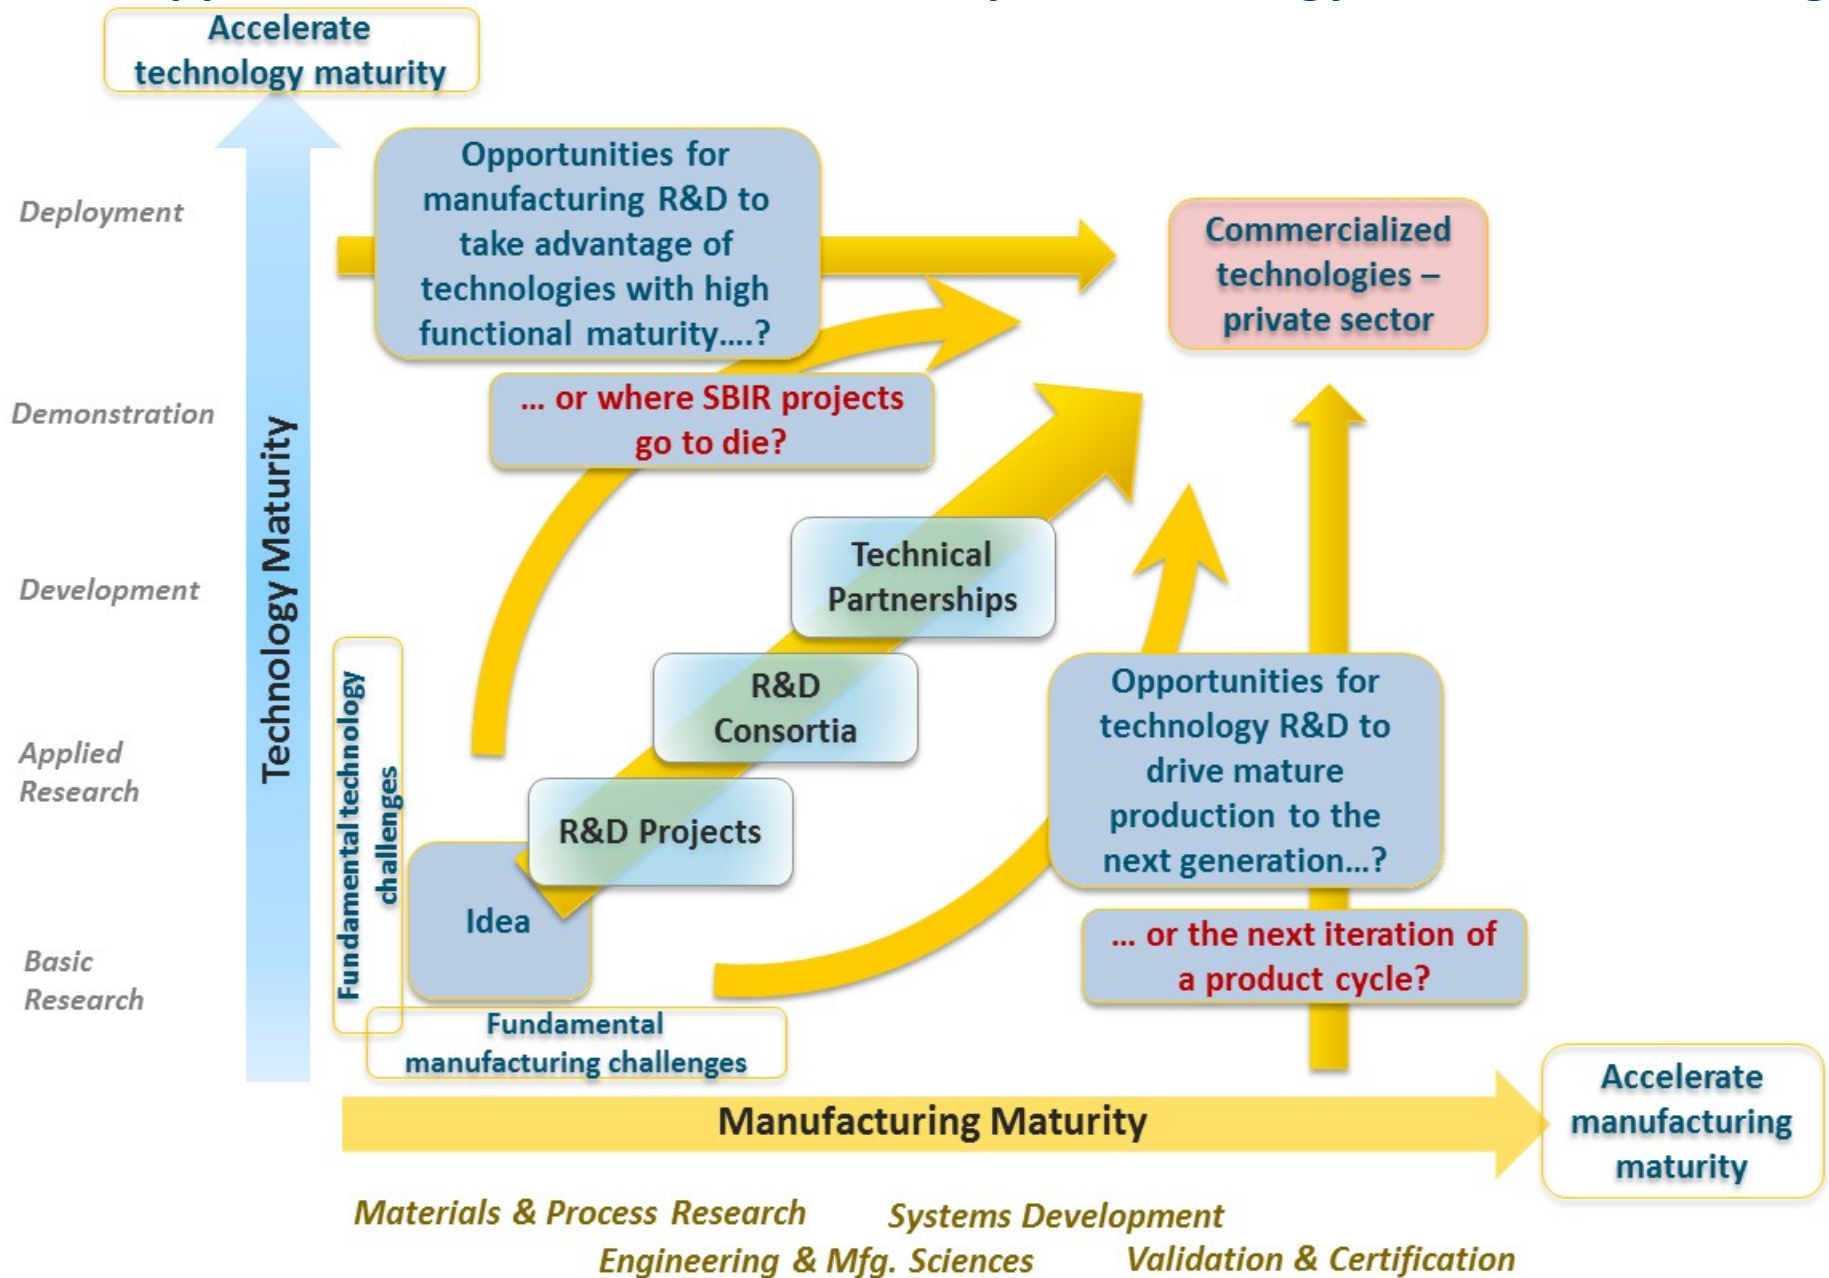 Accelerate
technology maturity
Deployment
Opportunities for
manufacturing R&D to
take advantage of
technologies with high
functional maturity....?
Commercialized
technologies –
private sector
Demonstration
... or where SBIR projects
go to die?
Technology Maturity
Development
Technical
Partnerships
Fundamental technology
challenges
R&D
Consortia
Opportunities for
technology R&D to
drive mature
production to the
next generation...?
Applied
Research
R&D Projects
Idea
... or the next iteration of
a product cycle?
Basic
Research
Fundamental
manufacturing challenges
Manufacturing Maturity
Accelerate
manufacturing
maturity
Materials & Process Research
Systems Development
Engineering & Mfg. Sciences
Validation & Certification